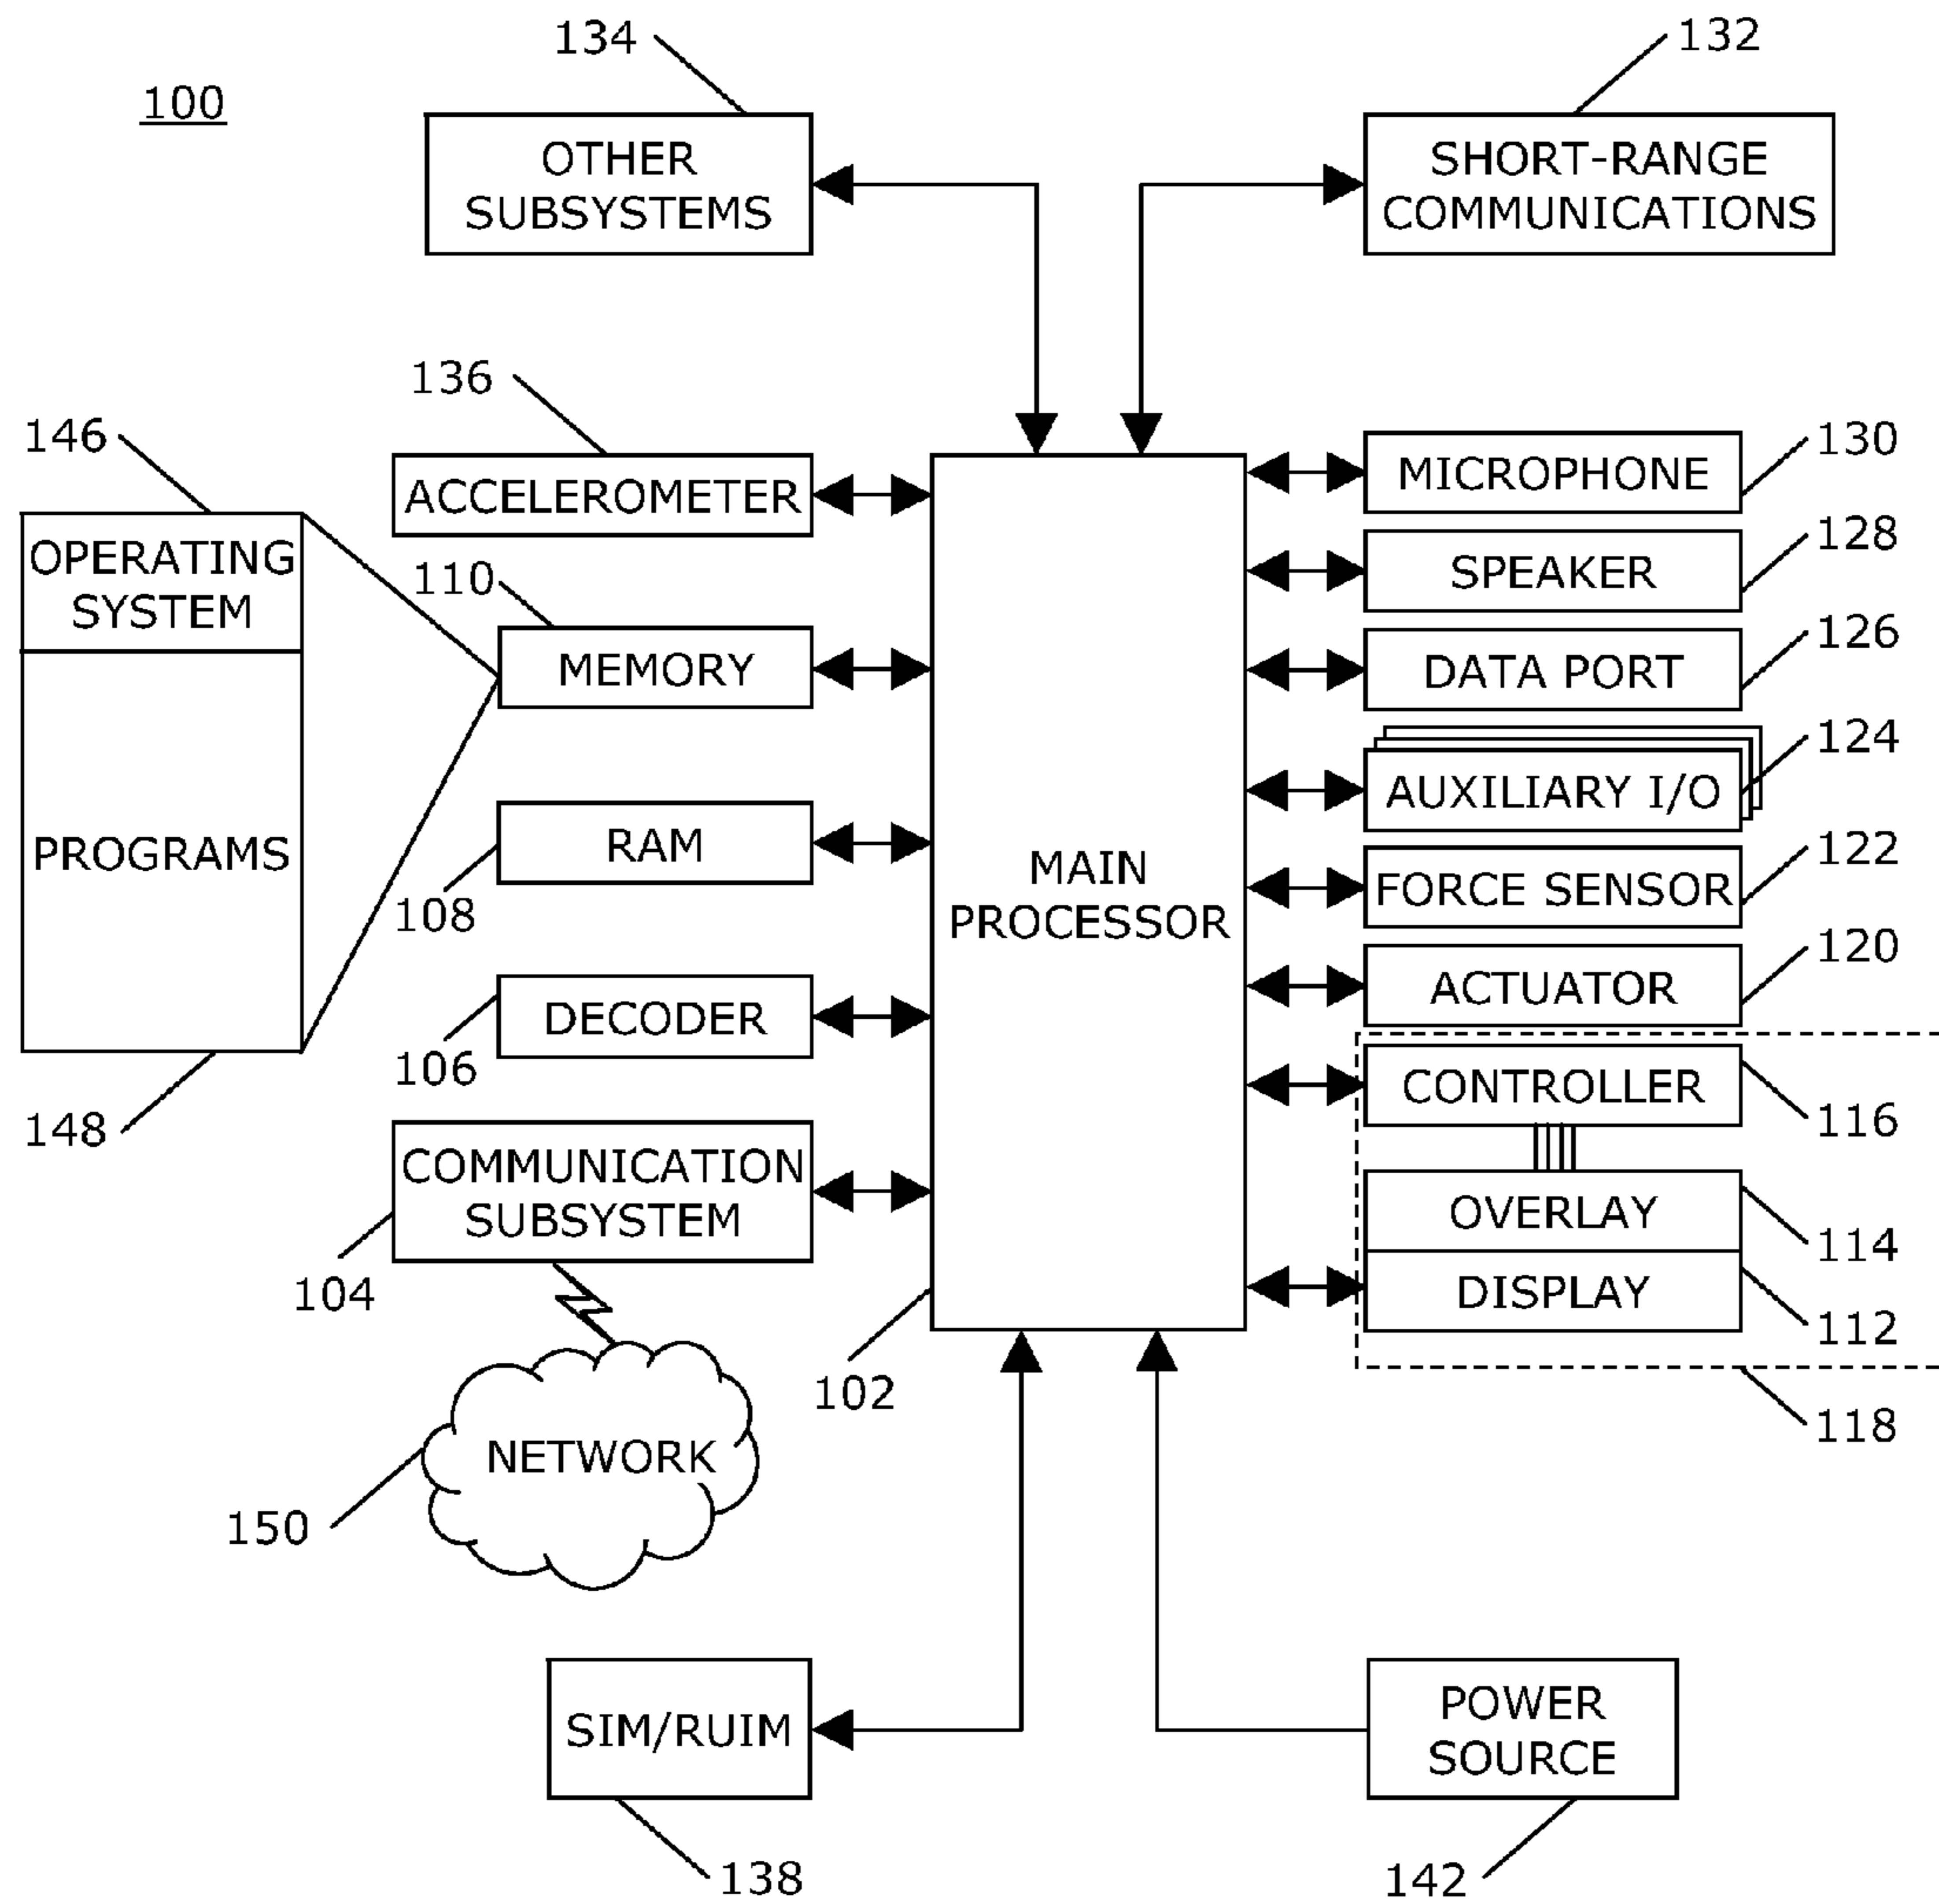 134
132
100
OTHER
SUBSYSTEMS
SHORT-RANGE
COMMUNICATIONS
136
146
ACCELEROMETER
MICROPHONE
130
OPERATING
SYSTEM
110
SPEAKER
128
MEMORY
DATA PORT
126
PROGRAMS
RAM
108
MAIN
PROCESSOR
AUXILIARY I/O
124
FORCE SENSOR
122
DECODER
106
ACTUATOR
120
148
CONTROLLER
116
COMMUNICATION
SUBSYSTEM
104
OVERLAY
114
DISPLAY
112
102
118
NETWORK
150
SIM/RUIM
POWER
SOURCE
138
142